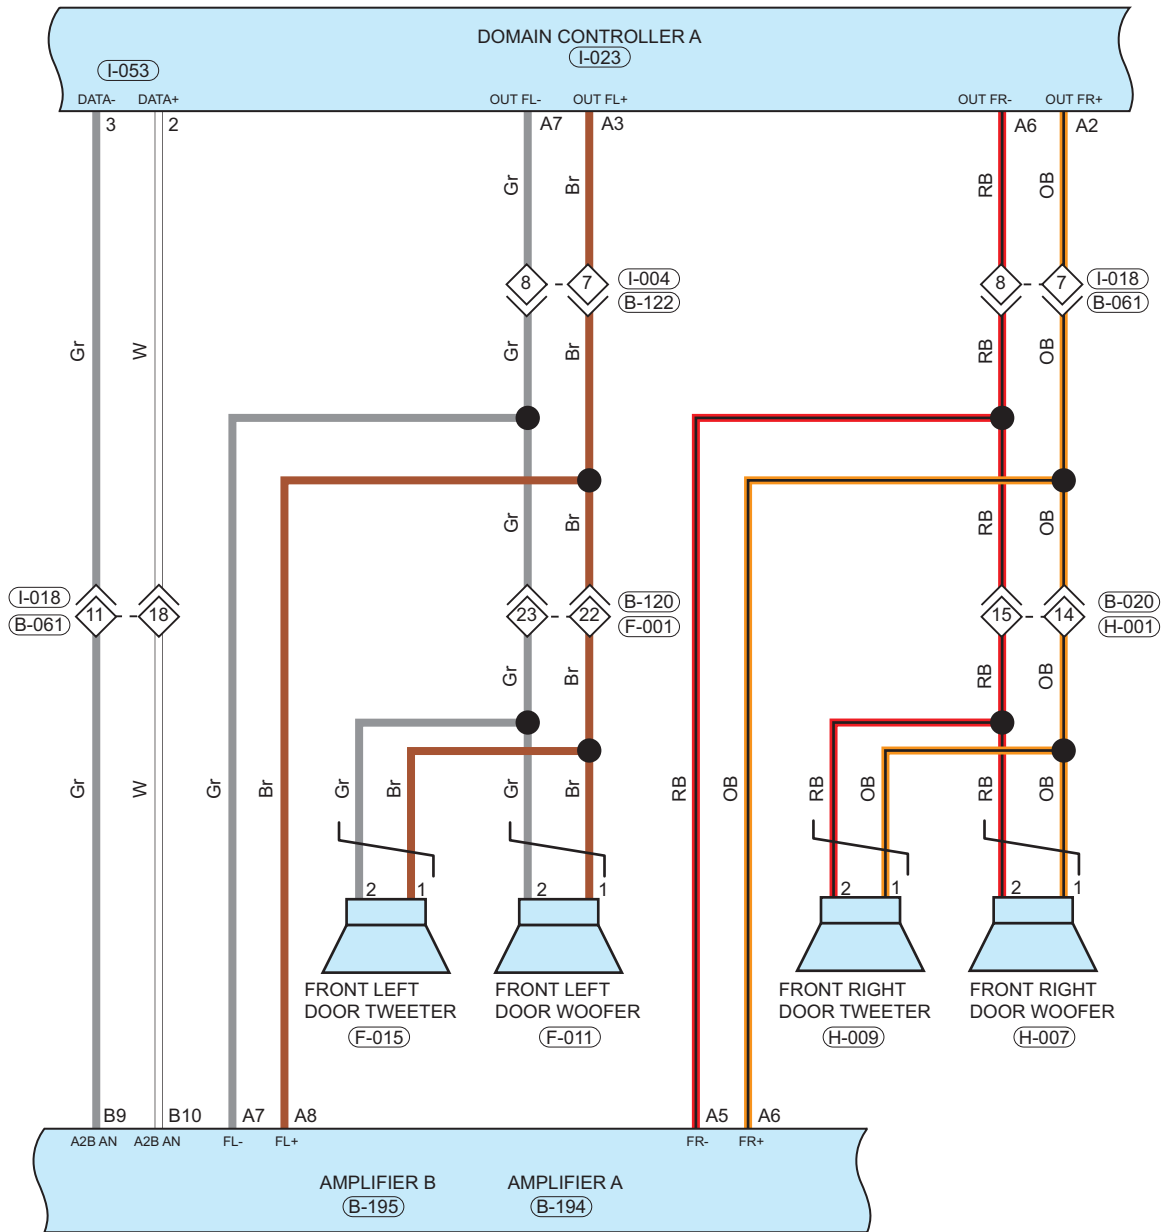 DOMAIN CONTROLLER A
I-023
I-053
DATA- DATA+ OUT FL- OUT FL+ OUT FR- OUT FR+
3 2 A7 A3 A6 A2
Gr Br RB OB
8 7 I-004 8 7 I-018
B-122 B-061
Gr W Gr Br RB OB
Gr Br RB OB
I-018 B-120 B-020
11 18 23 22 15 14
B-061 F-001 H-001
Gr Br RB OB
Gr W Gr Br Gr Br Gr Br RB OB RB OB RB OB
2 1 2 1 2 1 2 1
FRONT LEFT FRONT LEFT FRONT RIGHT FRONT RIGHT
DOOR TWEETER DOOR WOOFER DOOR TWEETER DOOR WOOFER
F-015 F-011 H-009 H-007
B9 B10 A7 A8 A5 A6
A2B AN A2B AN FL- FL+ FR- FR+
AMPLIFIER B AMPLIFIER A
B-195 B-194